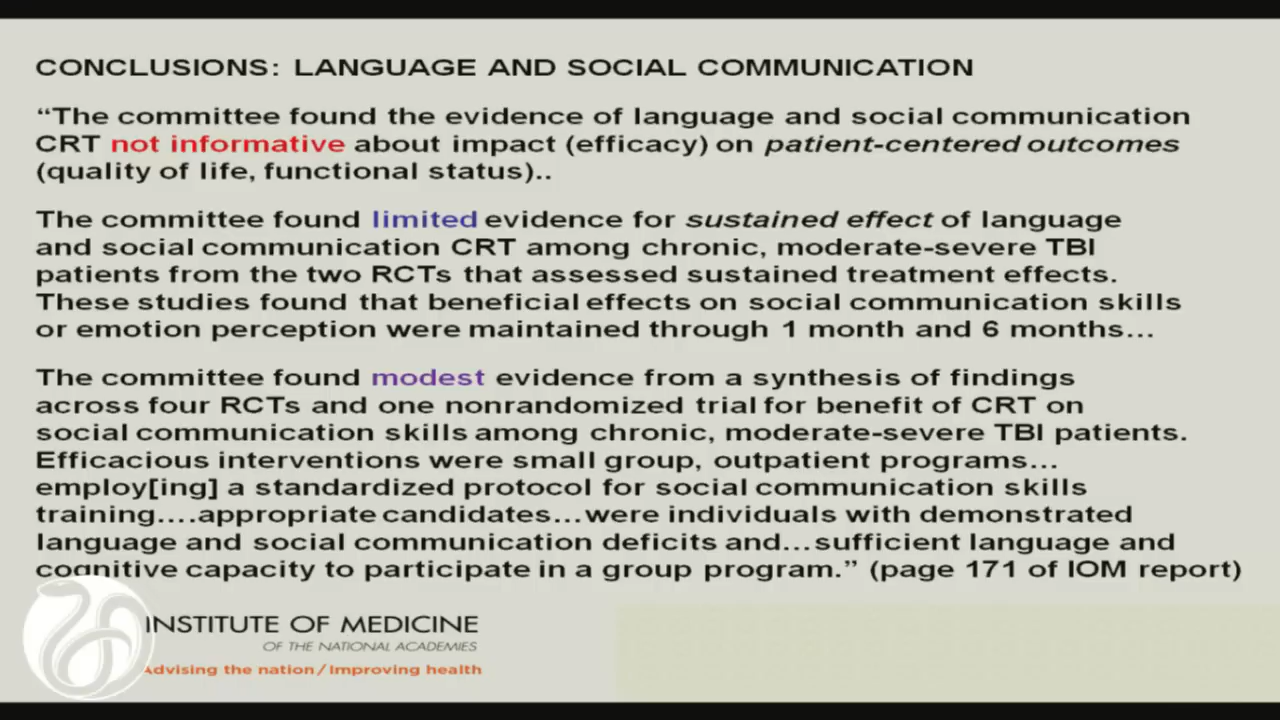 CONCLUSIONS: LANGUAGE AND SOCIAL COMMUNICATION
“The committee found the evidence of language and social communication
CRT not informative about impact (efficacy) on patient-centered outcomes
(quality of life, functional status)..
The committee found limited evidence for sustained effect of language
and social communication CRT among chronic, moderate-severe TBI
patients from the two RCTs that assessed sustained treatment effects.
These studies found that beneficial effects on social communication skills
or emotion perception were maintained through 1 month and 6 months...
The committee found modest evidence from a synthesis of findings
across four RCTs and one nonrandomized trial for benefit of CRT on
social communication skills among chronic, moderate-severe TBI patients.
Efficacious interventions were small group, outpatient programs...
employ[ing] a standardized protocol for social communication skills
training....appropriate candidates...were individuals with demonstrated
language and social communication deficits and...sufficient language and
cognitive capacity to participate in a group program.” (page 171 of IOM report)
INSTITUTE OF MEDICINE
OF THE NATIONAL ACADEMIES
Advising the nation/Improving health